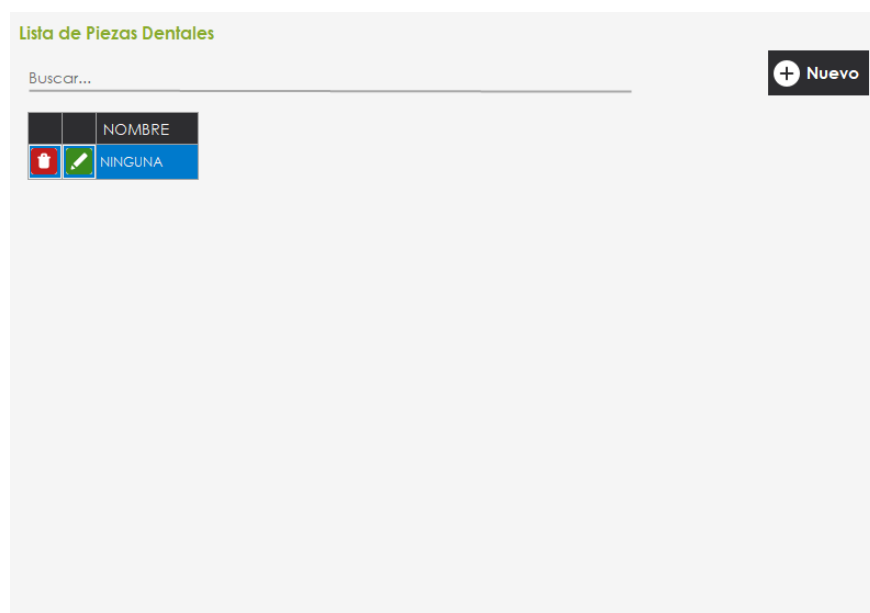 Lista de Piezas Dentales
Buscar...
Nuevo
NOMBRE
NINGUNA